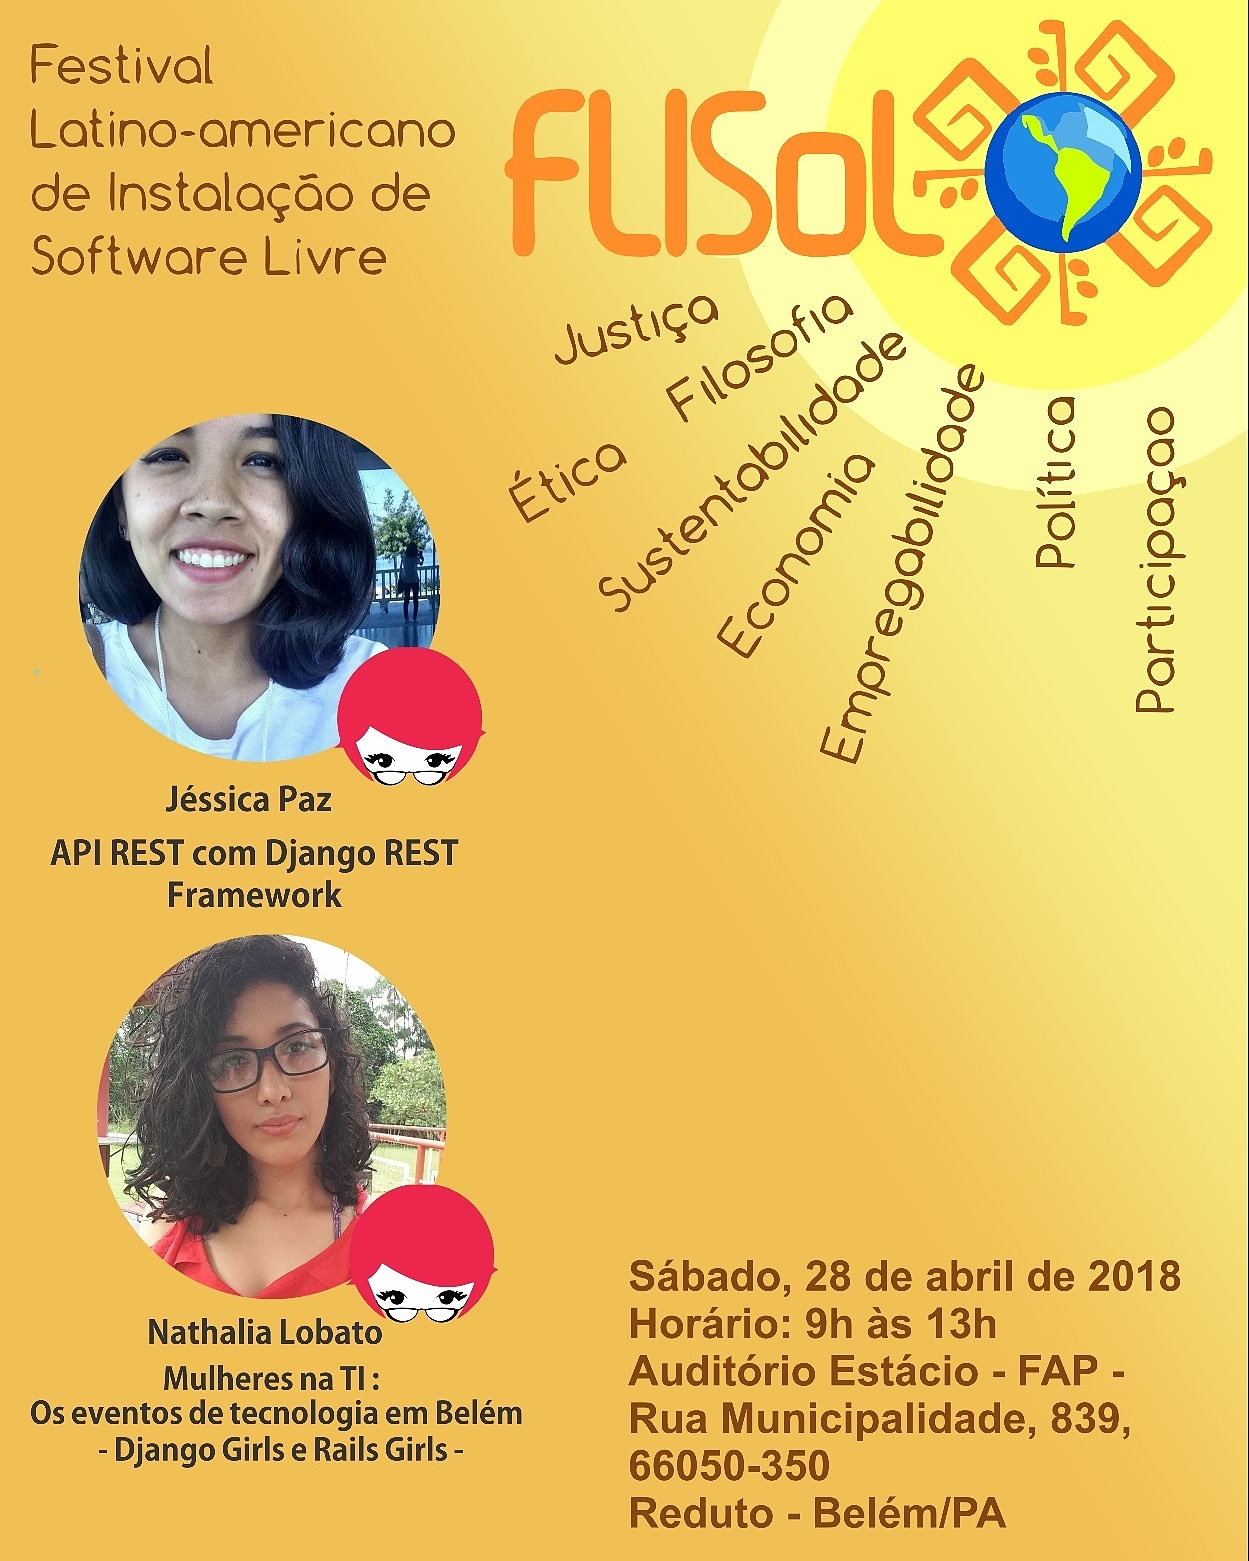 Festival
Latino-americano
de Instalação de
Software Livre
FLISoL
Justiça
Filosofia
Ética
Sustentabilidade
Economia
Empregabilidade
Política
Participaçao
Jéssica Paz
API REST com Django REST
Framework
Nathalia Lobato
Mulheres na TI :
Os eventos de tecnologia em Belém
- Django Girls e Rails Girls -
Sábado, 28 de abril de 2018
Horário: 9h às 13h
Auditório Estácio - FAP -
Rua Municipalidade, 839,
66050-350
Reduto - Belém/PA